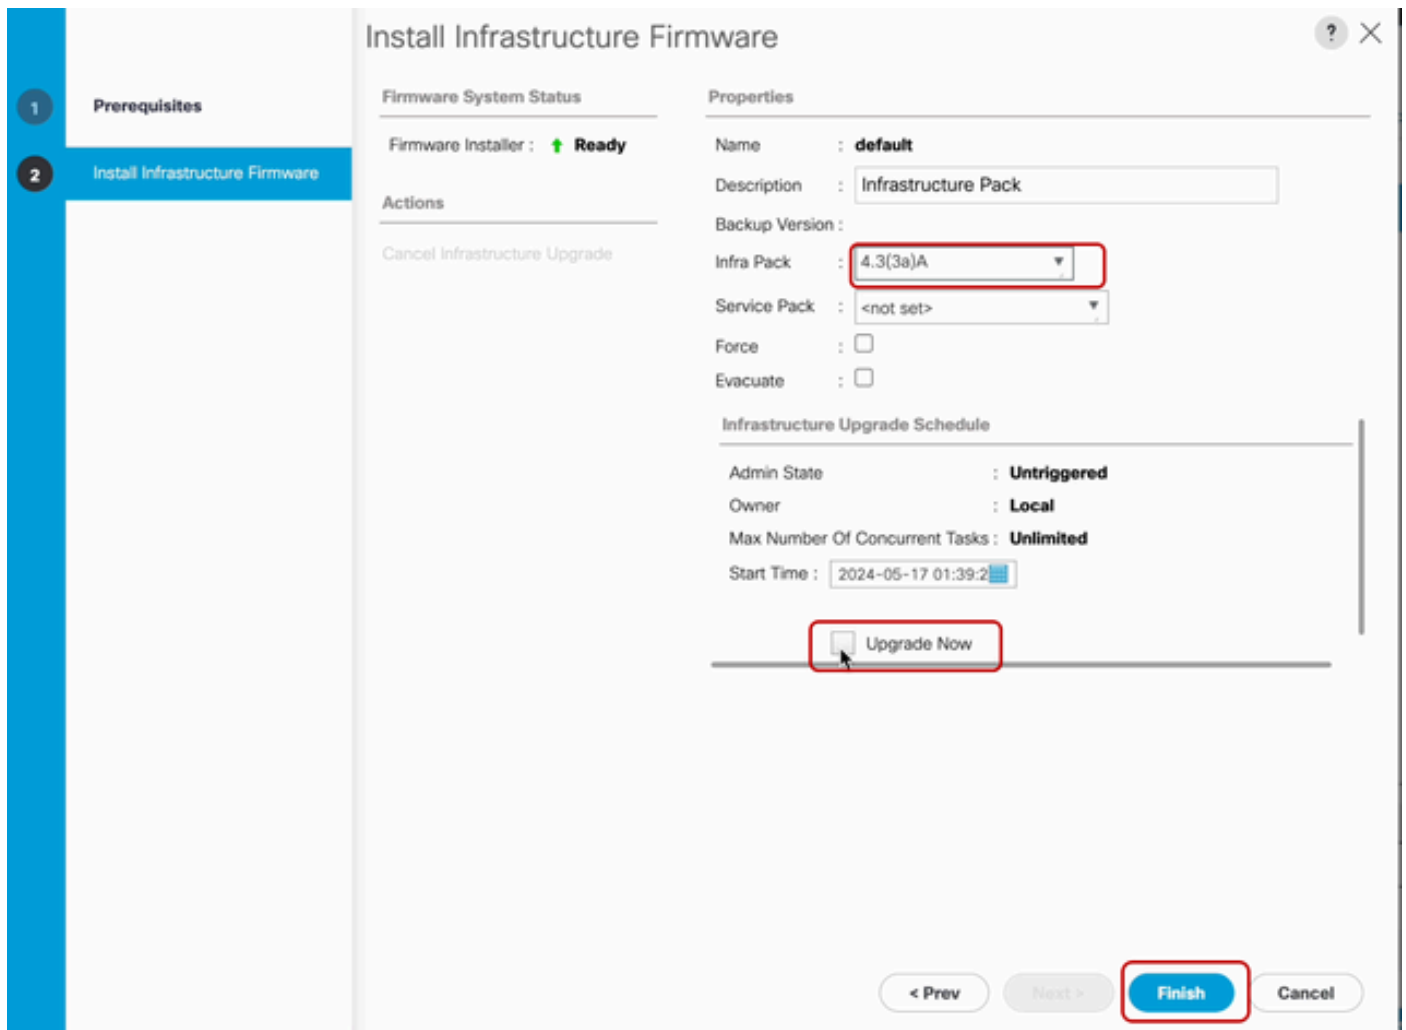 Install Infrastructure Firmware
?
1
Prerequisites
2
Install Infrastructure Firmware
Firmware System Status
Firmware Installer : Ready
Actions
Cancel Infrastructure Upgrade
Properties
Name : default
Description : Infrastructure Pack
Backup Version :
Infra Pack : 4.3(3a)A
Service Pack : <not set>
Force :
Evacuate :
Infrastructure Upgrade Schedule
Admin State : Untriggered
Owner : Local
Max Number Of Concurrent Tasks : Unlimited
Start Time : 2024-05-17 01:39:2
Upgrade Now
< Prev
Next >
Finish
Cancel